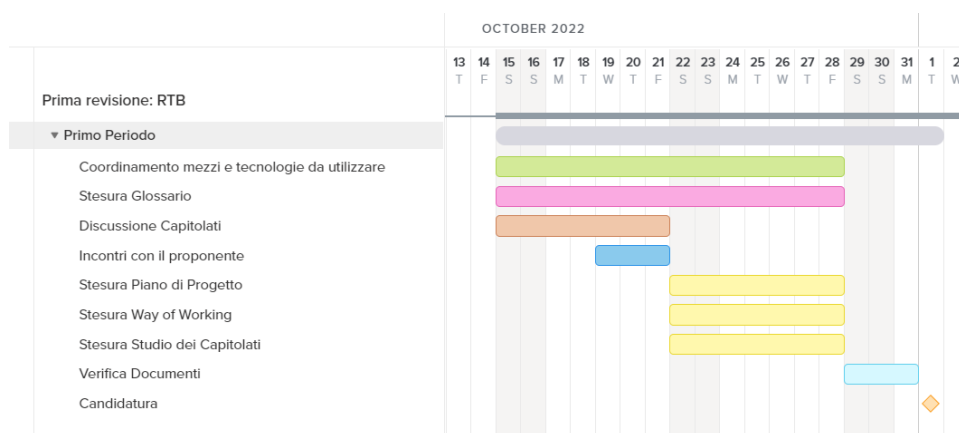 OCTOBER 2022
13 14 15 16 17 18 19 20 21 22 23 24 25 26 27 28 29 30 31 1 2
T F S S M T W T F S S M T W T F S S M T W
Prima revisione: RTB
Primo Periodo
Coordinamento mezzi e tecnologie da utilizzare
Stesura Glossario
Discussione Capitolati
Incontri con il proponente
Stesura Piano di Progetto
Stesura Way of Working
Stesura Studio dei Capitolati
Verifica Documenti
Candidatura